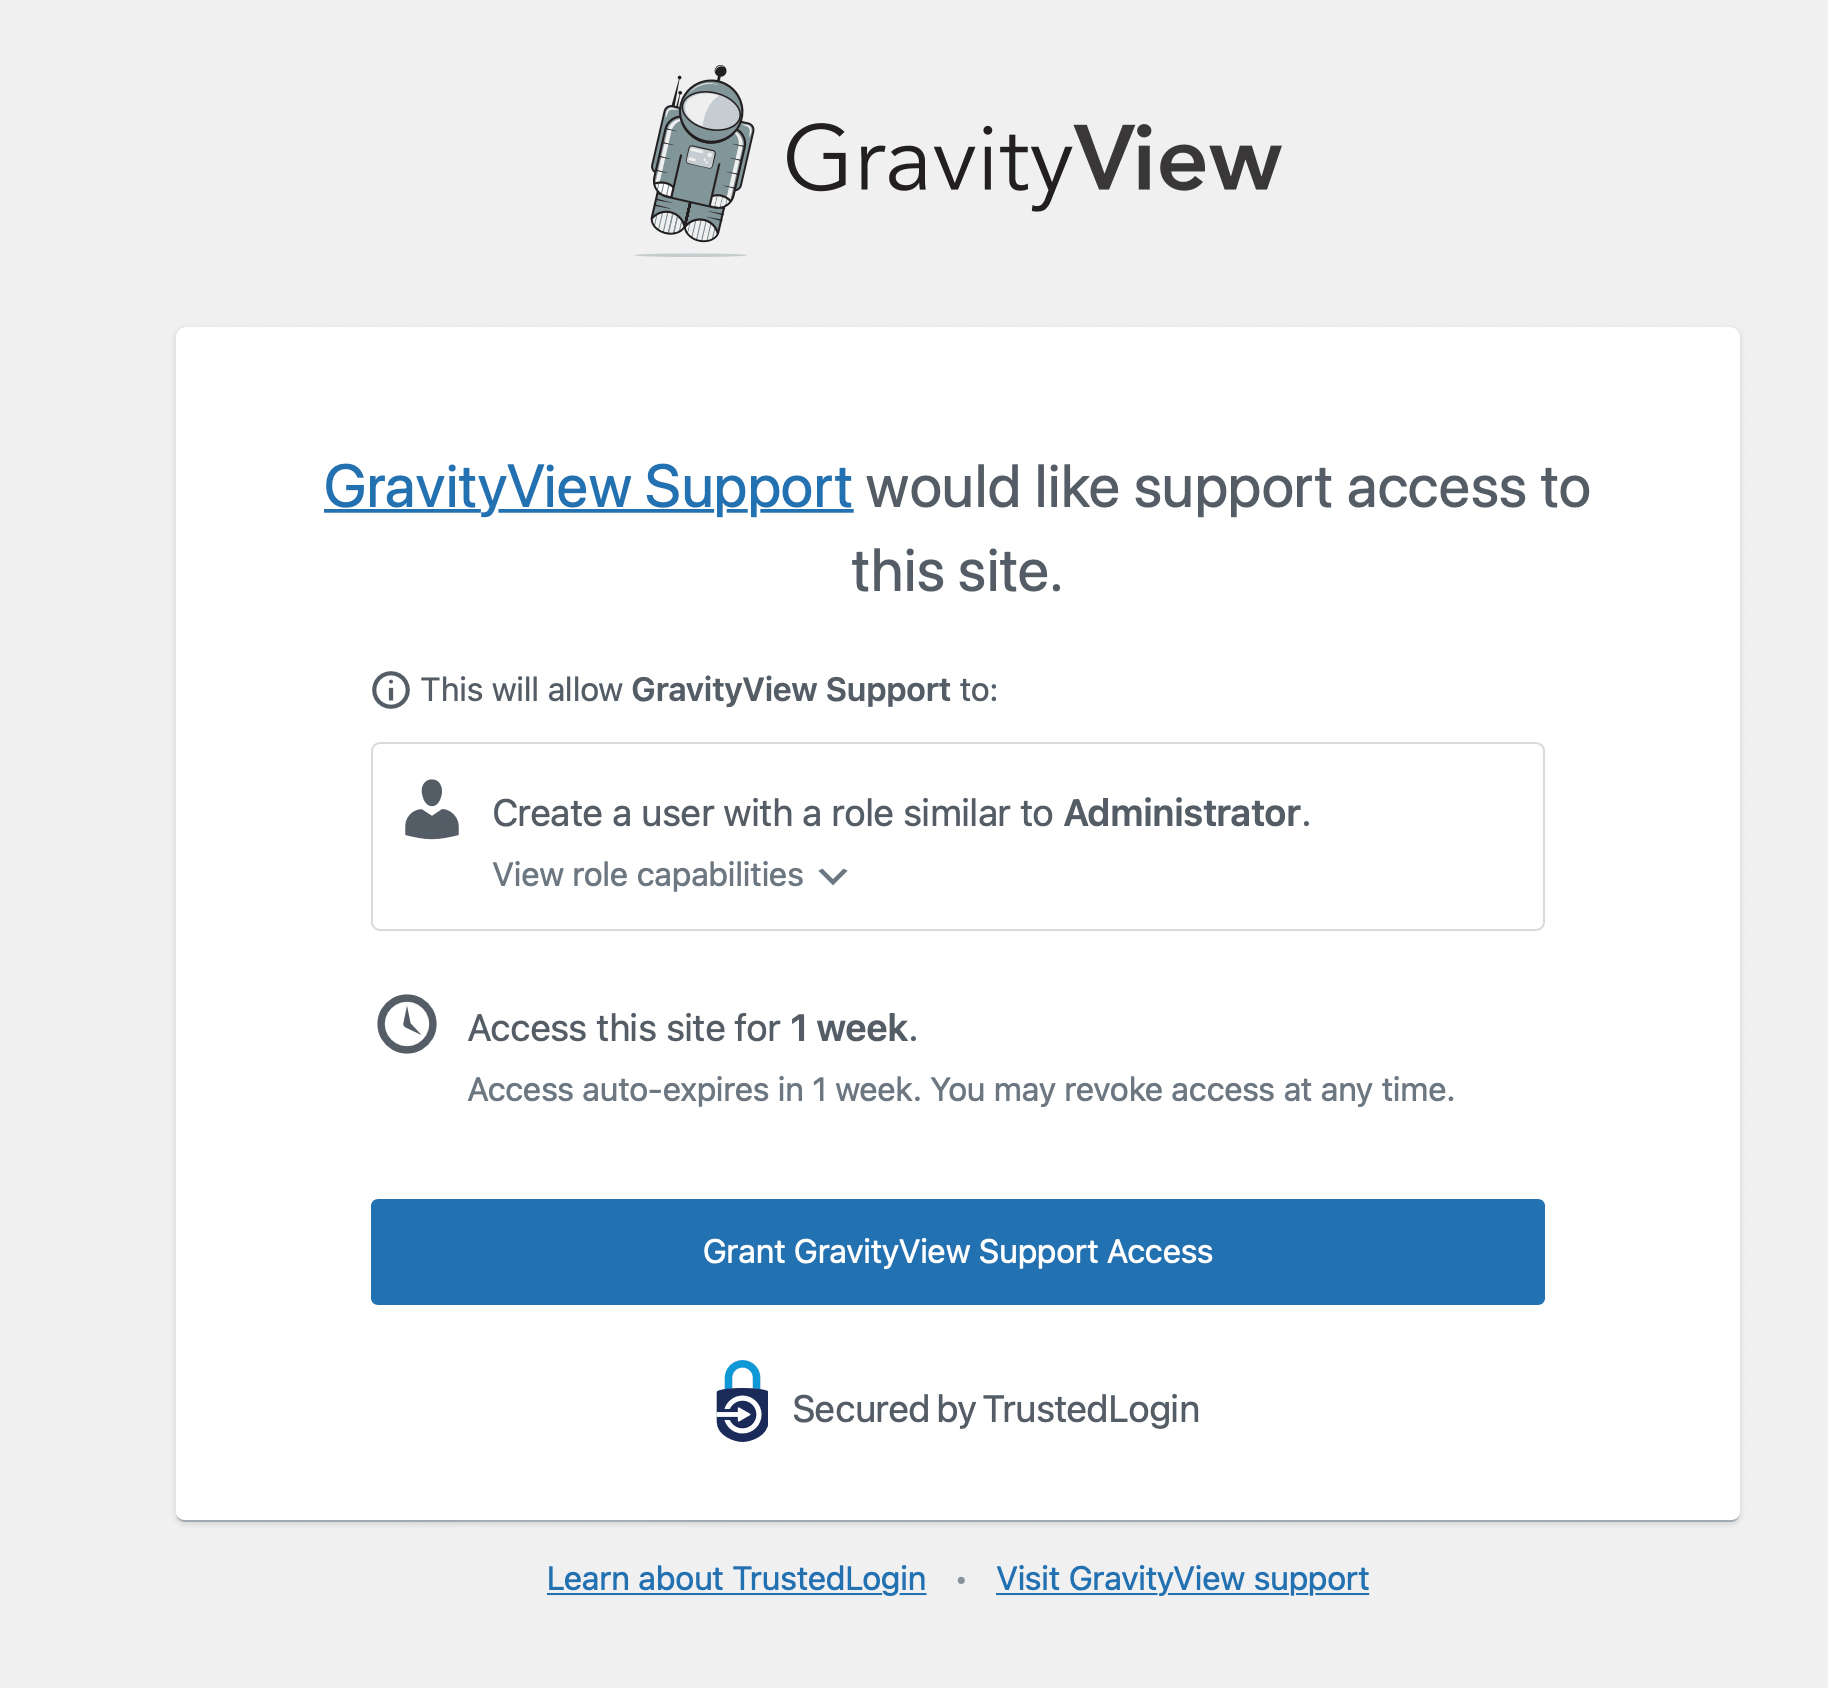 GravityView
GravityView Support would like support access to
this site.
This will allow GravityView Support to:
Create a user with a role similar to Administrator.
View role capabilities
Access this site for 1 week.
Access auto-expires in 1 week. You may revoke access at any time.
Grant GravityView Support Access
Secured by TrustedLogin
Learn about TrustedLogin • Visit GravityView support